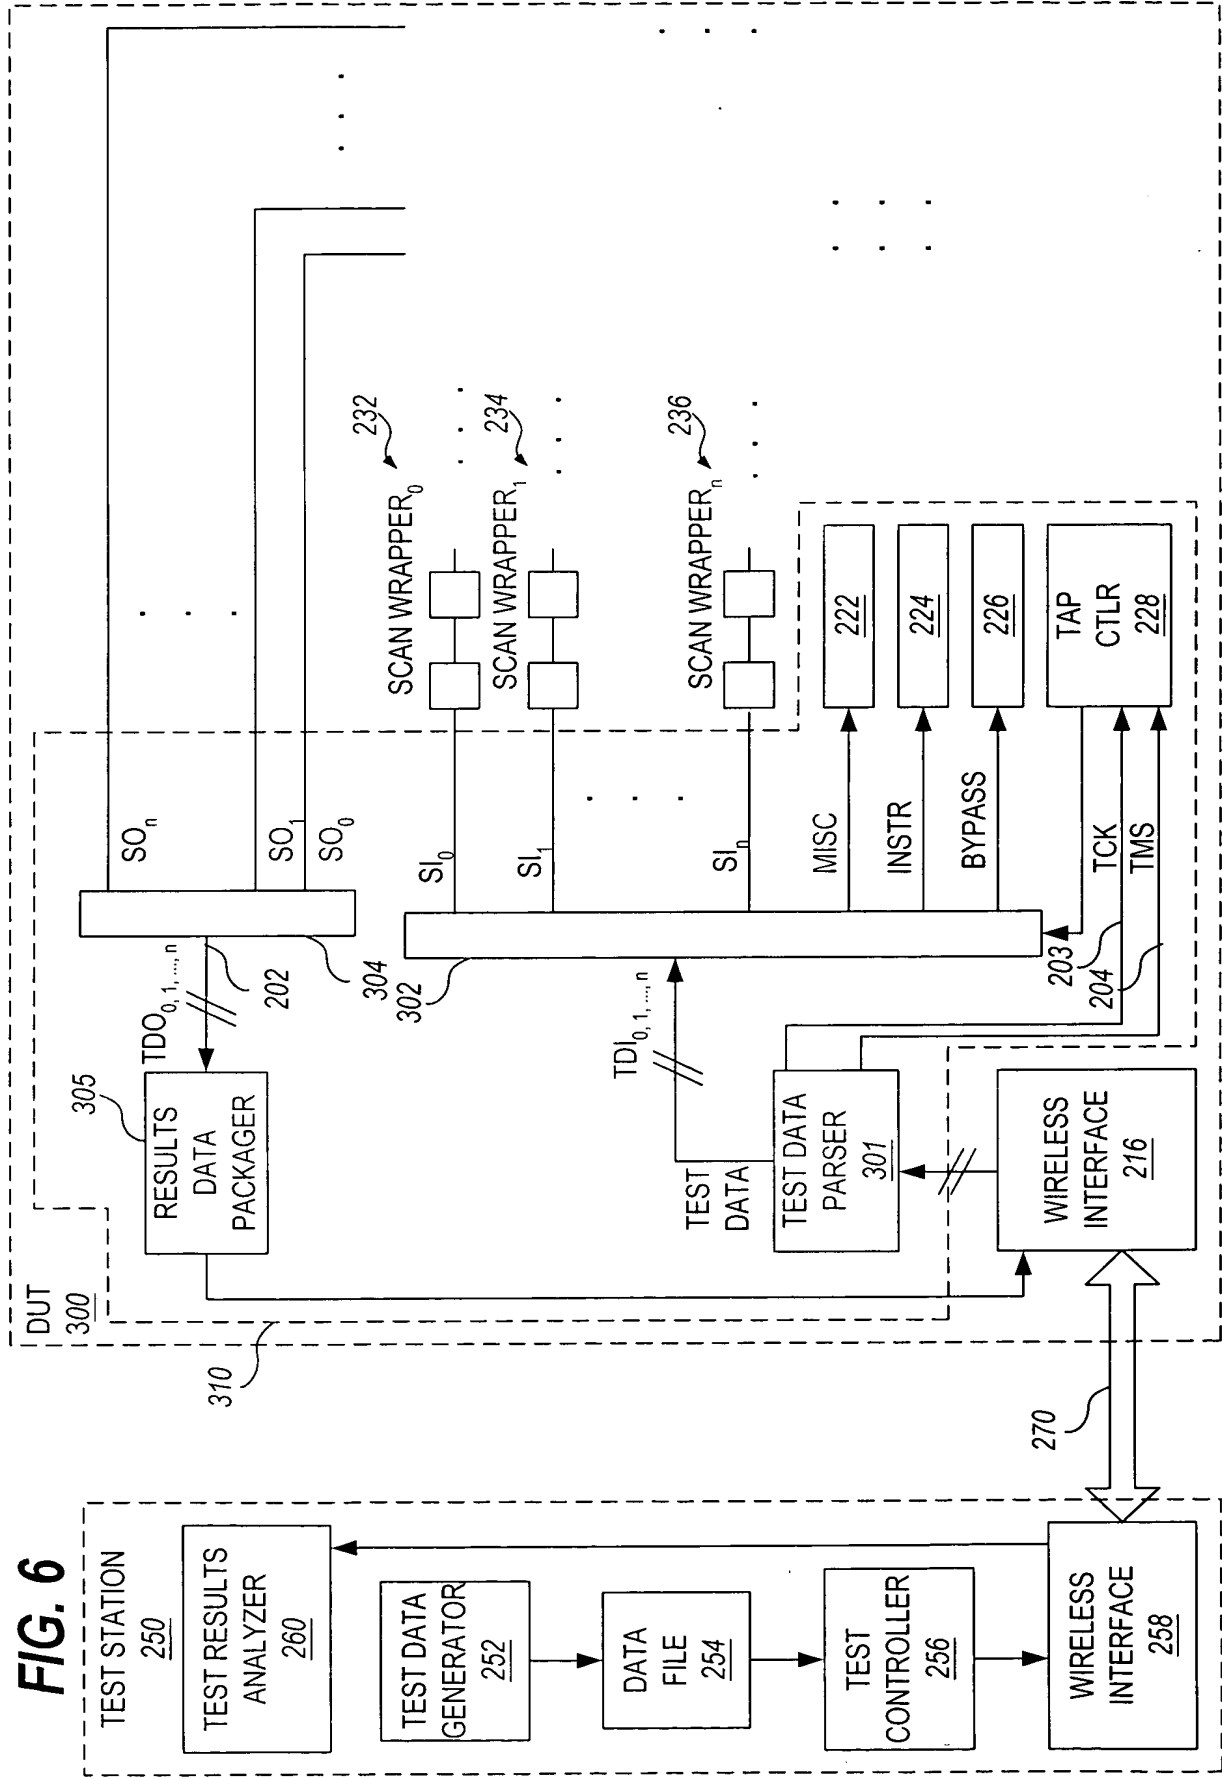 FIG. 6
TEST STATION
250
TEST RESULTS
ANALYZER
260
TEST DATA
GENERATOR
252
DATA
FILE
254
TEST
CONTROLLER
256
WIRELESS
INTERFACE
258
270
DUT
300
310
305
RESULTS
DATA
PACKAGER
TDO0, 1, ..., n
202
304
302
SOn
SO1
SO0
TEST
DATA
TDI0, 1, ..., n
TEST DATA
PARSER
301
WIRELESS
INTERFACE
216
SI0
SI1
SIn
SCAN WRAPPER0
232
SCAN WRAPPER1
234
SCAN WRAPPERn
236
MISC
222
INSTR
224
BYPASS
226
TCK
203
TMS
204
TAP
CTLR
228